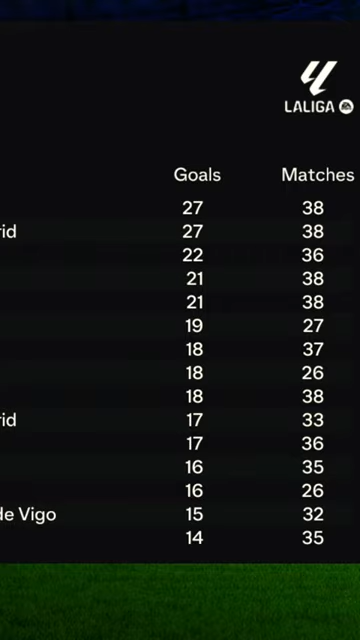 LALIGA EA
Goals Matches
27 38
rid 27 38
22 36
21 38
21 38
19 27
18 37
18 26
18 38
rid 17 33
17 36
16 35
16 26
de Vigo 15 32
14 35